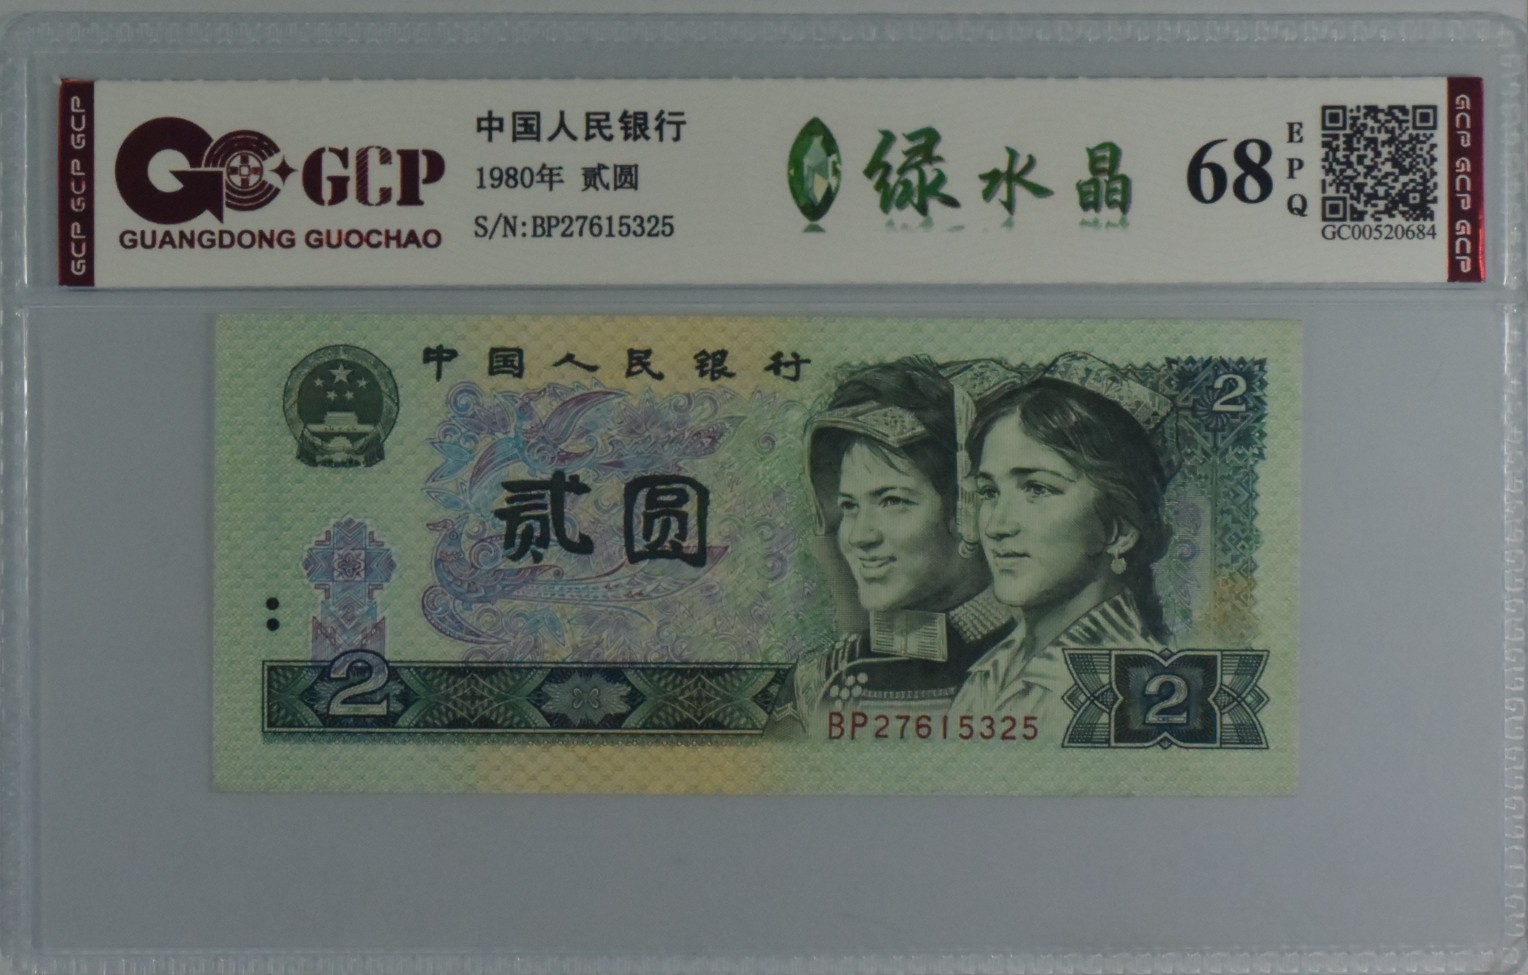 GCP GCP GCP
GCP
GUANGDONG GUOCHAO
中国人民银行
1980年 贰圆
S/N:BP27615325
绿水晶
68
EPQ
GC00520684
GCP GCP GCP
中国人民银行
2
贰圆
2
2
BP27615325